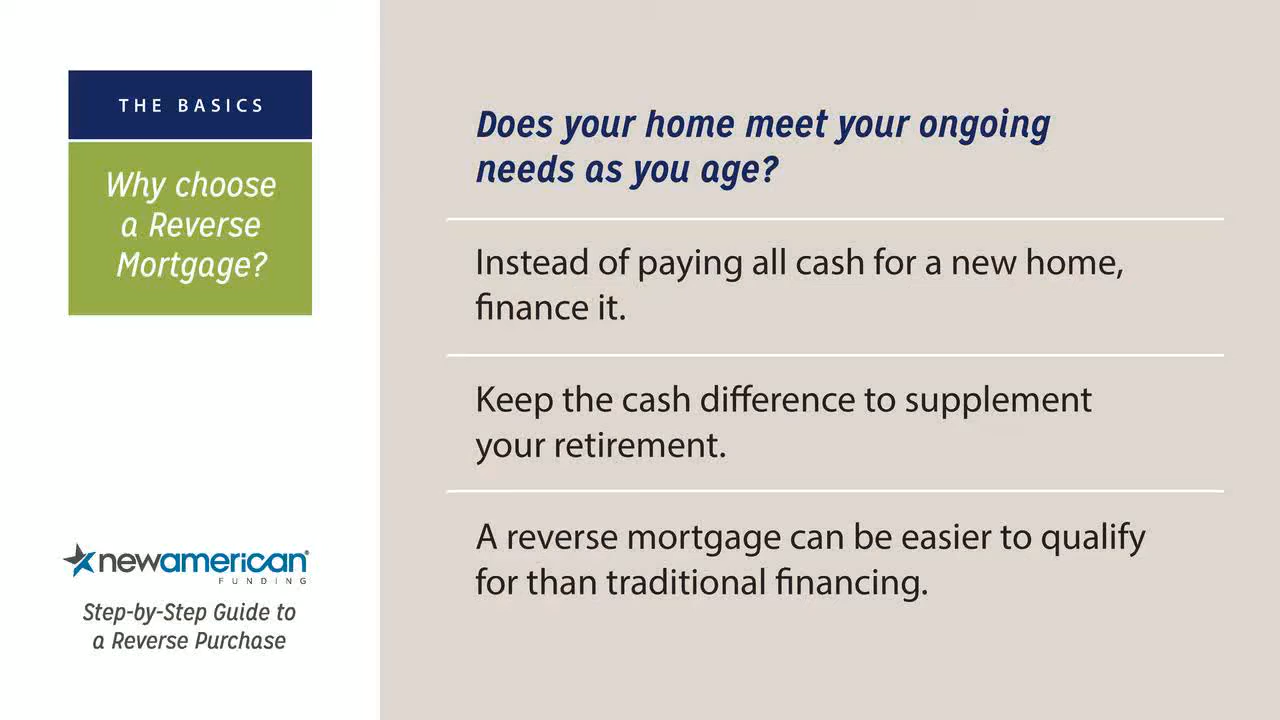 THE BASICS
Why choose
a Reverse
Mortgage?
newamerican®
FUNDING
Step-by-Step Guide to
a Reverse Purchase
Does your home meet your ongoing
needs as you age?
Instead of paying all cash for a new home,
finance it.
Keep the cash difference to supplement
your retirement.
A reverse mortgage can be easier to qualify
for than traditional financing.